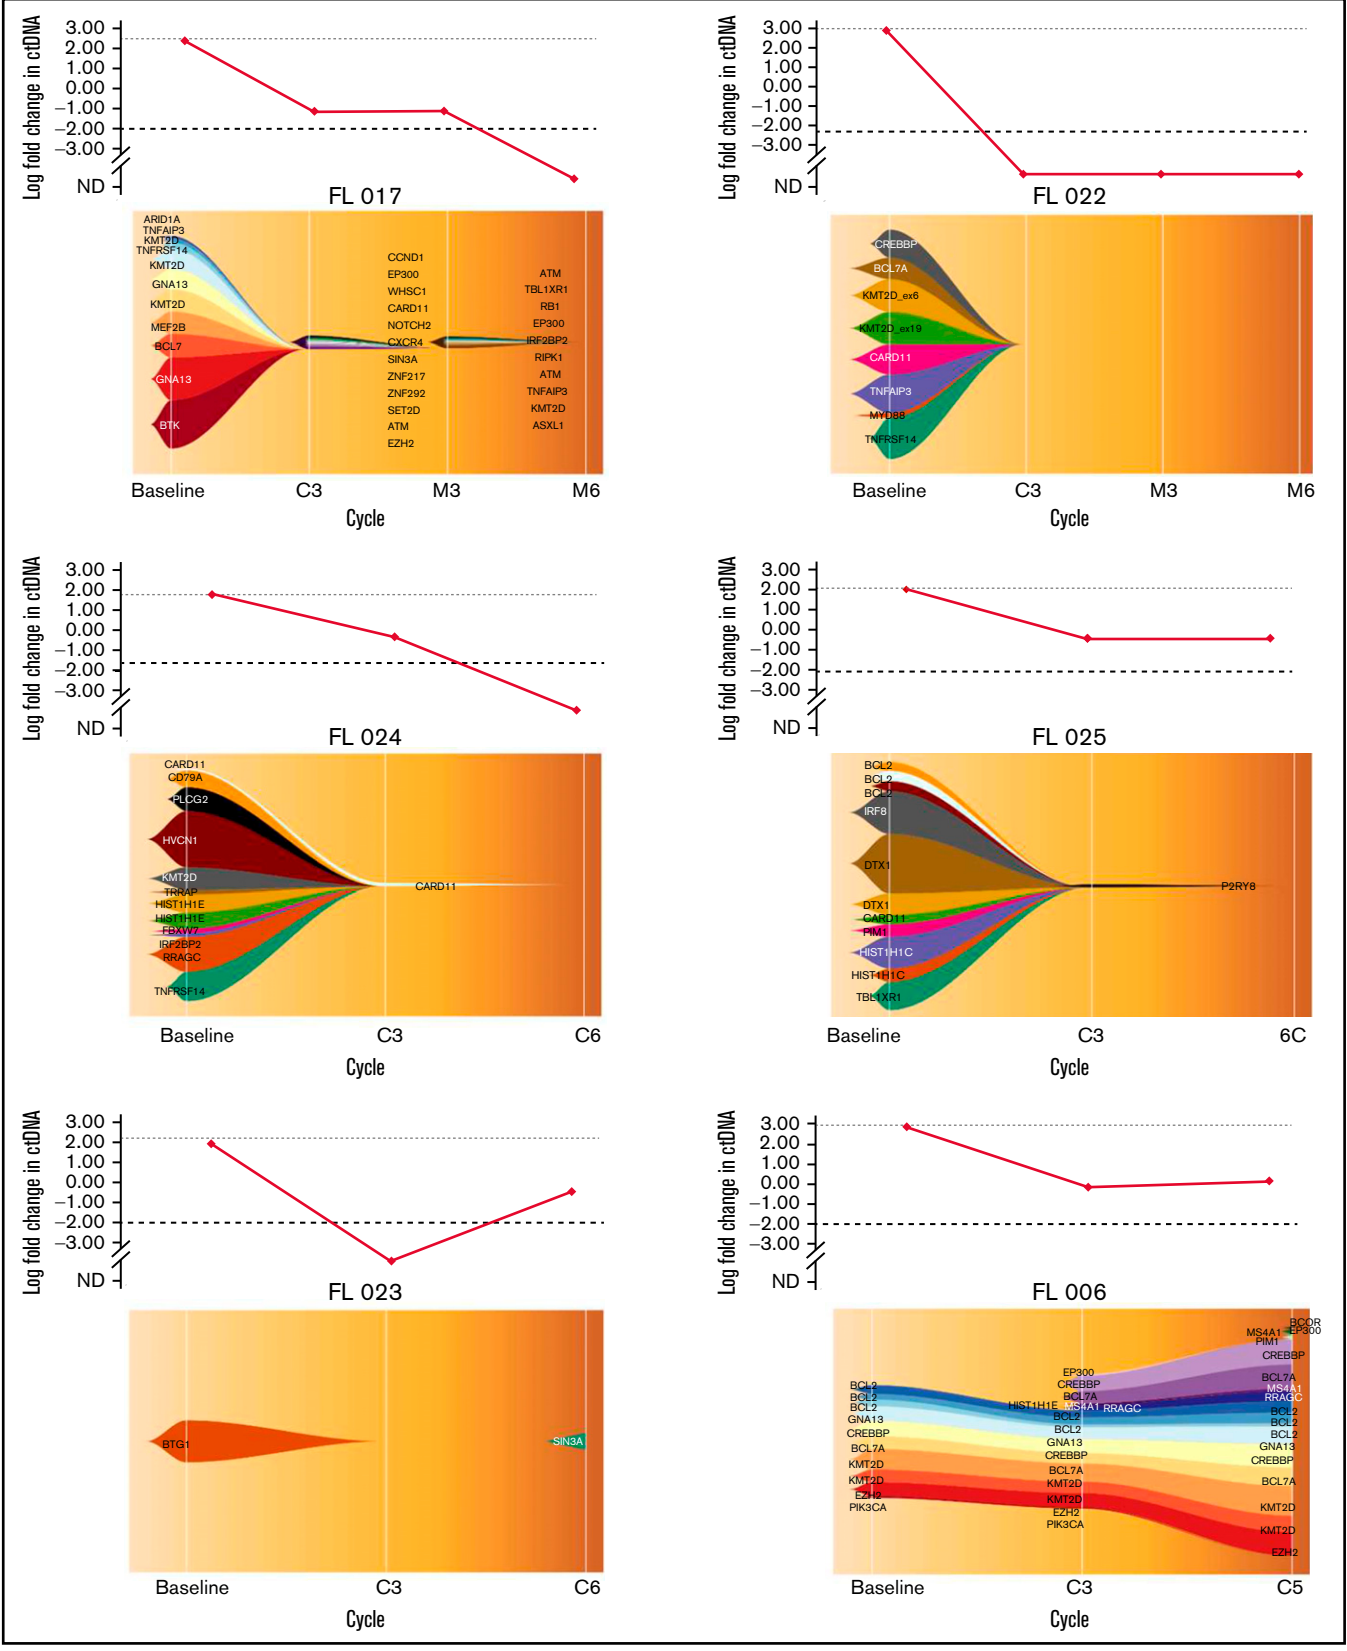 Log fold change in ctDNA
3.00
2.00
1.00
0.00
−1.00
−2.00
−3.00
ND
FL 017
ARID1A
TNFAIP3
KMT2D
TNFRSF14
KMT2D
GNA13
KMT2D
MEF2B
BCL7
GNA13
BTK
CCND1
EP300
WHSC1
CARD11
NOTCH2
CXCR4
SIN3A
ZNF217
ZNF292
SET2D
ATM
EZH2
ATM
TBL1XR1
RB1
EP300
IRF2BP2
RIPK1
ATM
TNFAIP3
KMT2D
ASXL1
Baseline C3 M3 M6
Cycle
Log fold change in ctDNA
3.00
2.00
1.00
0.00
−1.00
−2.00
−3.00
ND
FL 022
CREBBP
BCL7A
KMT2D_ex6
KMT2D_ex19
CARD11
TNFAIP3
MYD88
TNFRSF14
Baseline C3 M3 M6
Cycle
Log fold change in ctDNA
3.00
2.00
1.00
0.00
−1.00
−2.00
−3.00
ND
FL 024
CARD11
CD79A
PLCG2
HVCN1
KMT2D
TRRAP
HIST1H1E
HIST1H1E
FBXW7
IRF2BP2
RRAGC
TNFRSF14
CARD11
Baseline C3 C6
Cycle
Log fold change in ctDNA
3.00
2.00
1.00
0.00
−1.00
−2.00
−3.00
ND
FL 025
BCL2
BCL2
BCL2
IRF8
DTX1
DTX1
CARD11
PIM1
HIST1H1C
HIST1H1C
TBL1XR1
P2RY8
Baseline C3 6C
Cycle
Log fold change in ctDNA
3.00
2.00
1.00
0.00
−1.00
−2.00
−3.00
ND
FL 023
BTG1
SIN3A
Baseline C3 C6
Cycle
Log fold change in ctDNA
3.00
2.00
1.00
0.00
−1.00
−2.00
−3.00
ND
FL 006
BCL2
BCL2
BCL2
GNA13
CREBBP
BCL7A
KMT2D
KMT2D
EZH2
PIK3CA
EP300
CREBBP
BCL7A
HIST1H1E MS4A1 RRAGC
BCL2
BCL2
GNA13
CREBBP
BCL7A
KMT2D
KMT2D
EZH2
PIK3CA
BCOR
MS4A1 EP300
PIM1
CREBBP
BCL7A
MS4A1
RRAGC
BCL2
BCL2
BCL2
GNA13
CREBBP
BCL7A
KMT2D
KMT2D
EZH2
Baseline C3 C5
Cycle